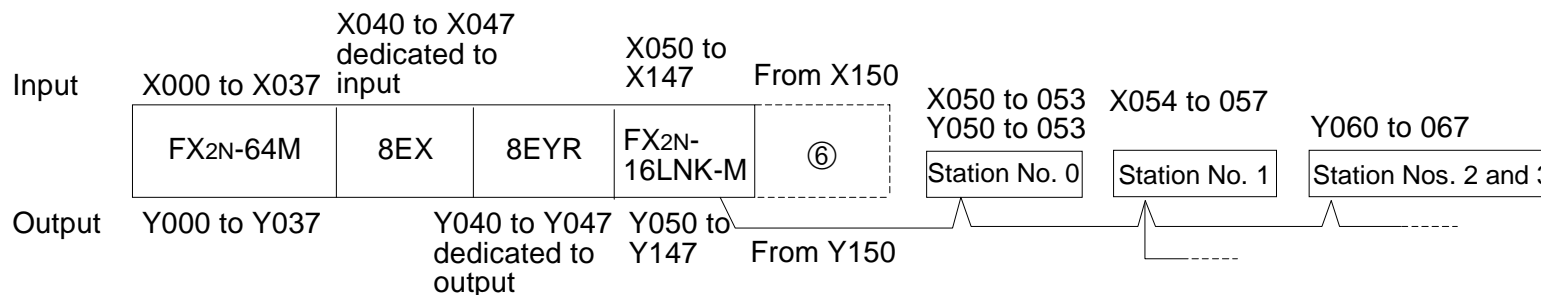 X040 to X047
dedicated to
input
X050 to
X147
Input
X000 to X037
From X150
X050 to 053
Y050 to 053
X054 to 057
Y060 to 067
FX2N-64M
8EX
8EYR
FX2N-
16LNK-M
⑥
Station No. 0
Station No. 1
Station Nos. 2 and 3
Output
Y000 to Y037
Y040 to Y047
dedicated to
output
Y050 to
Y147
From Y150